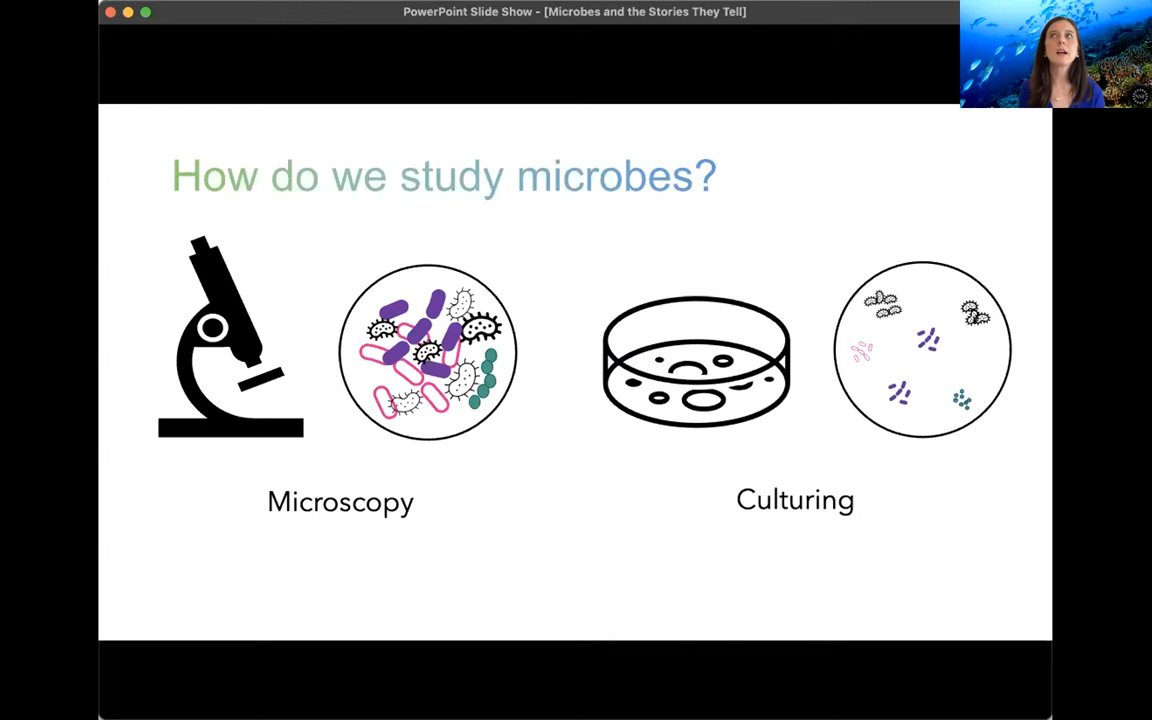 PowerPoint Slide Show - [Microbes and the Stories They Tell]
How do we study microbes?
Microscopy
Culturing